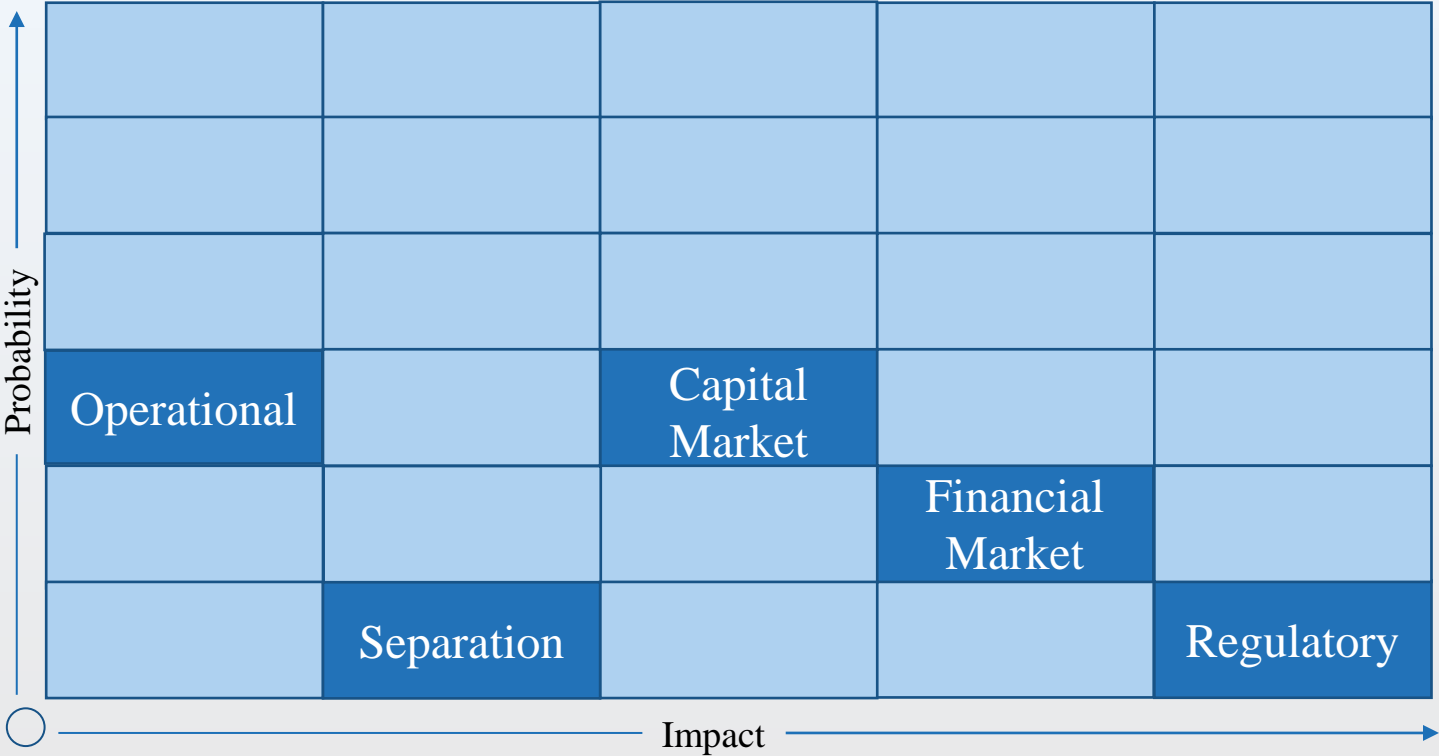 Probability
Operational
Capital
Market
Financial
Market
Separation
Regulatory
Impact